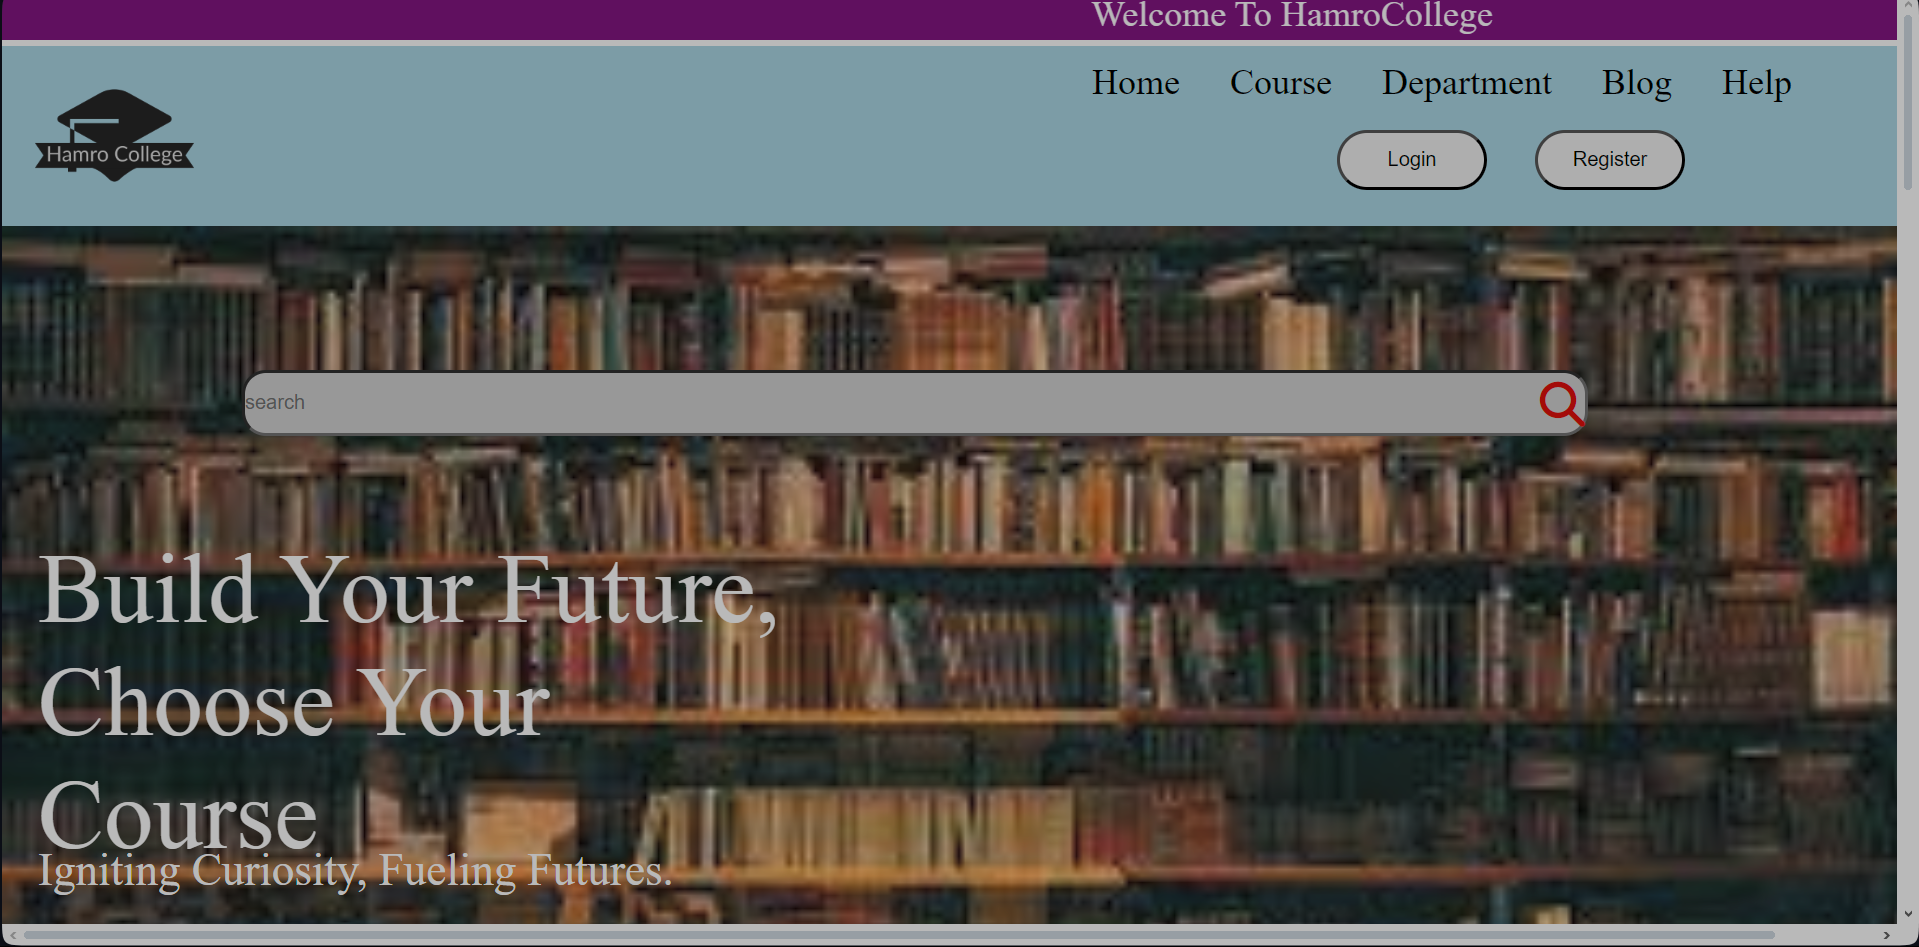 Welcome To HamroCollege
Home Course Department Blog Help
Hamro College
Login Register
search
Build Your Future,
Choose Your
Course
Igniting Curiosity, Fueling Futures.